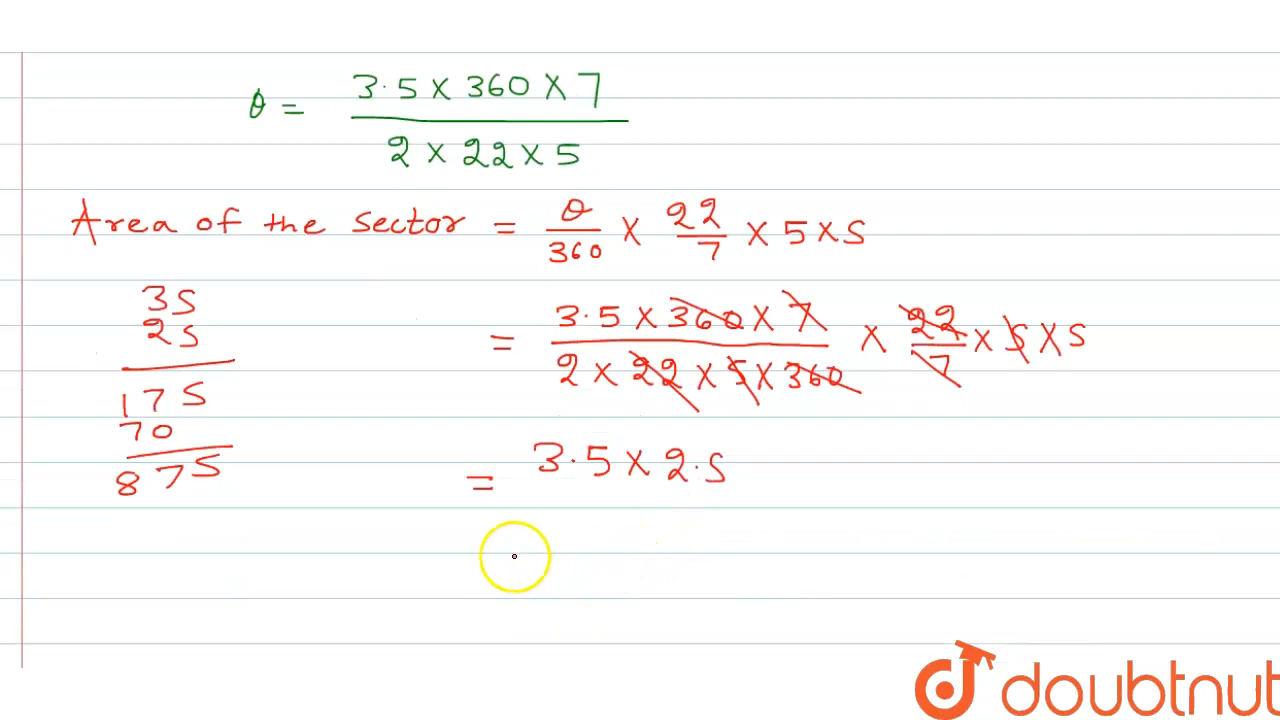 θ = 3.5 × 360 × 7 / 2 × 22 × 5
Area of the sector = θ/360 × 22/7 × 5 × 5
= 3.5 × 360 × 7 / 2 × 22 × 5 × 360 × 22/7 × 5 × 5
= 3.5 × 2.5
35
25
175
70
875
doubtnut